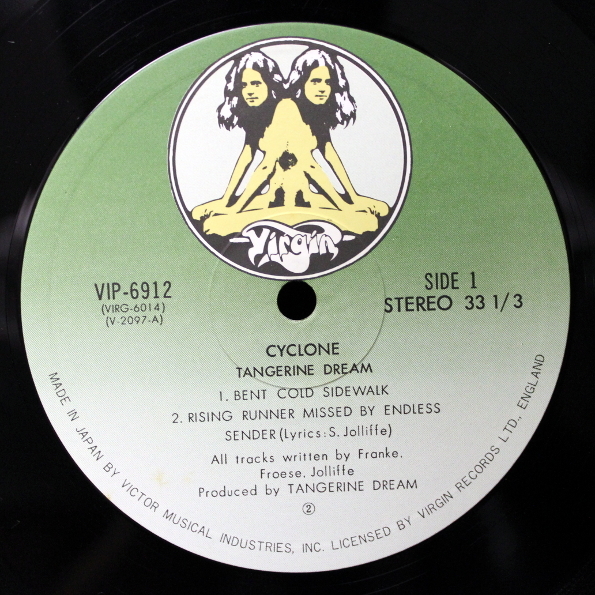 Virgin
VIP-6912
(VIRG-6014)
(V-2097-A)
SIDE 1
STEREO 33 1/3
CYCLONE
TANGERINE DREAM
1. BENT COLD SIDEWALK
2. RISING RUNNER MISSED BY ENDLESS
SENDER (Lyrics: S. Jolliffe)
All tracks written by Franke,
Froese, Jolliffe
Produced by TANGERINE DREAM
②
MADE IN JAPAN BY VICTOR MUSICAL INDUSTRIES, INC. LICENSED BY VIRGIN RECORDS LTD., ENGLAND